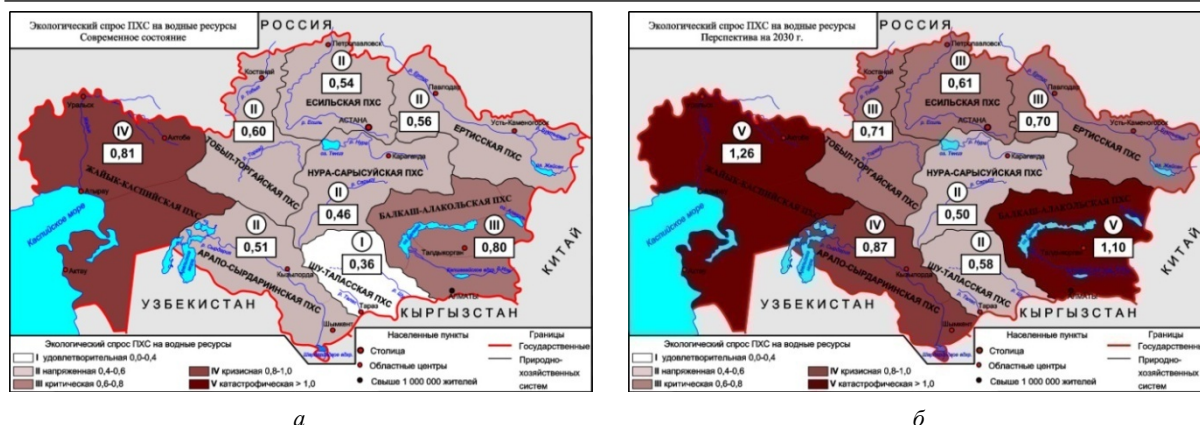 Экологический спрос ПХС на водные ресурсы
Современное состояние
РОССИЯ
Петропавловск
Костанай
II
0,54
ЕСИЛЬСКАЯ ПХС
Павлодар
II
0,60
II
0,56
Уральск
IV
0,81
Актобе
АСТАНА
р. Есиль
Усть-Каменогорск
ЕРТИССКАЯ ПХС
ТОБЫЛ-ТОРГАЙСКАЯ ПХС
Караганда
НУРА-САРЫСУЙСКАЯ ПХС
Атырау
ЖАЙЫК-КАСПИЙСКАЯ ПХС
II
0,46
БАЛКАШ-АЛАКОЛЬСКАЯ ПХС
Каспийское море
II
0,51
III
0,80
I
0,36
Талдыкорган
КИТАЙ
Актау
АРАЛО-СЫРДАРИИНСКАЯ ПХС
Кызылорда
ШУ-ТАЛАССКАЯ ПХС
АЛМАТЫ
УЗБЕКИСТАН
Тараз
КЫРГЫЗСТАН
Шымкент
Экологический спрос ПХС на водные ресурсы
I удовлетворительная 0,0-0,4
II напряженная 0,4-0,6
III критическая 0,6-0,8
IV кризисная 0,8-1,0
V катастрофическая > 1,0
Населенные пункты
Столица
Областные центры
Свыше 1 000 000 жителей
Границы
Государственные
Природно-
хозяйственных
систем
а
Экологический спрос ПХС на водные ресурсы
Перспектива на 2030 г.
РОССИЯ
Петропавловск
Костанай
III
0,61
ЕСИЛЬСКАЯ ПХС
Павлодар
III
0,71
III
0,70
V
1,26
Актобе
АСТАНА
р. Есиль
Усть-Каменогорск
ЕРТИССКАЯ ПХС
ТОБЫЛ-ТОРГАЙСКАЯ ПХС
Караганда
НУРА-САРЫСУЙСКАЯ ПХС
Атырау
ЖАЙЫК-КАСПИЙСКАЯ ПХС
II
0,50
БАЛКАШ-АЛАКОЛЬСКАЯ ПХС
Каспийское море
IV
0,87
V
1,10
II
0,58
КИТАЙ
Актау
АРАЛО-СЫРДАРИИНСКАЯ ПХС
Кызылорда
ШУ-ТАЛАССКАЯ ПХС
АЛМАТЫ
УЗБЕКИСТАН
Тараз
КЫРГЫЗСТАН
Шымкент
Экологический спрос ПХС на водные ресурсы
I удовлетворительная 0,0-0,4
II напряженная 0,4-0,6
III критическая 0,6-0,8
IV кризисная 0,8-1,0
V катастрофическая > 1,0
Населенные пункты
Столица
Областные центры
Свыше 1 000 000 жителей
Границы
Государственные
Природно-
хозяйственных
систем
б